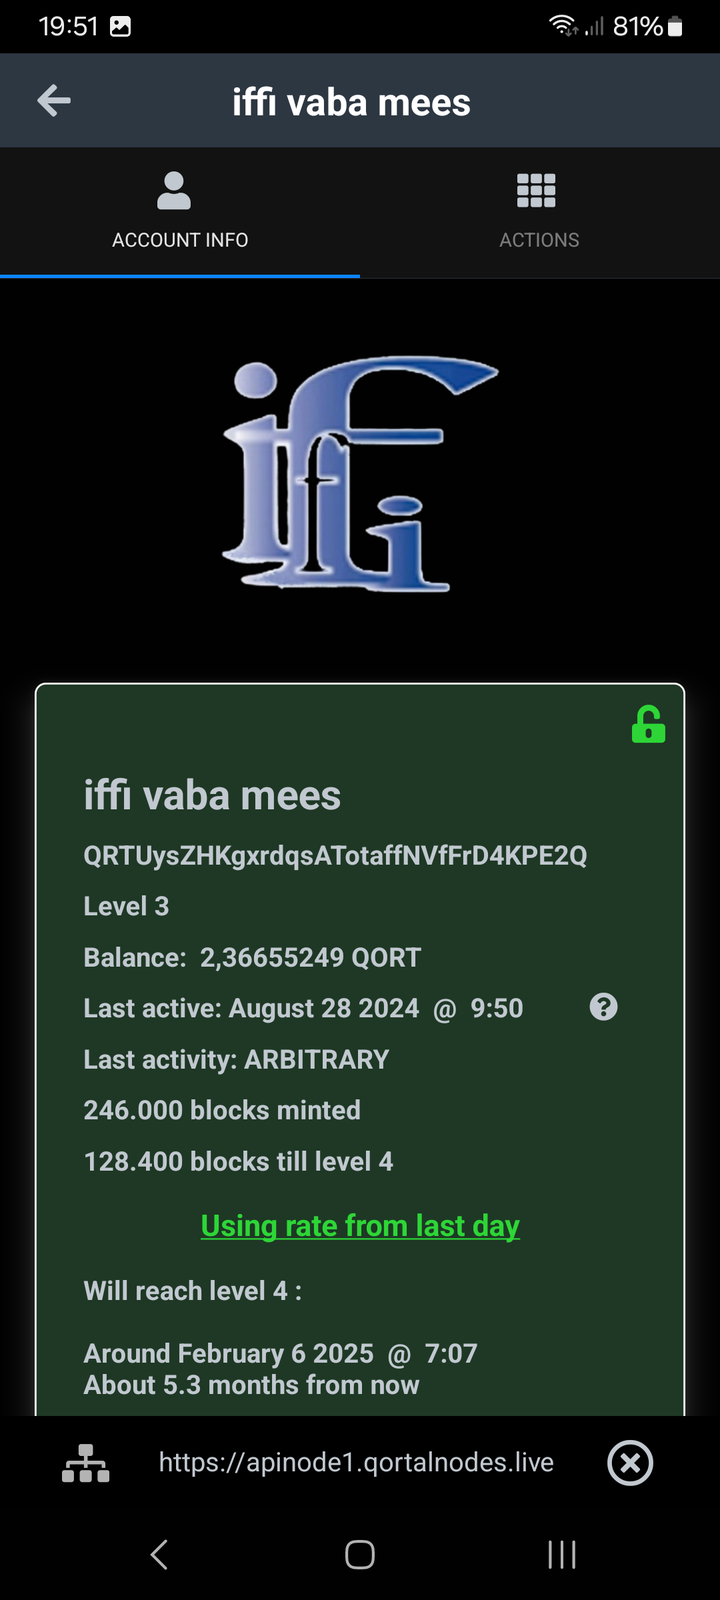 19:51
81%
iffi vaba mees
ACCOUNT INFO
ACTIONS
iffi
iffi vaba mees
QRTUysZHKgxrdqsATotaffNVfFrD4KPE2Q
Level 3
Balance: 2,36655249 QORT
Last active: August 28 2024 @ 9:50
?
Last activity: ARBITRARY
246.000 blocks minted
128.400 blocks till level 4
Using rate from last day
Will reach level 4 :
Around February 6 2025 @ 7:07
About 5.3 months from now
https://apinode1.qortalnodes.live